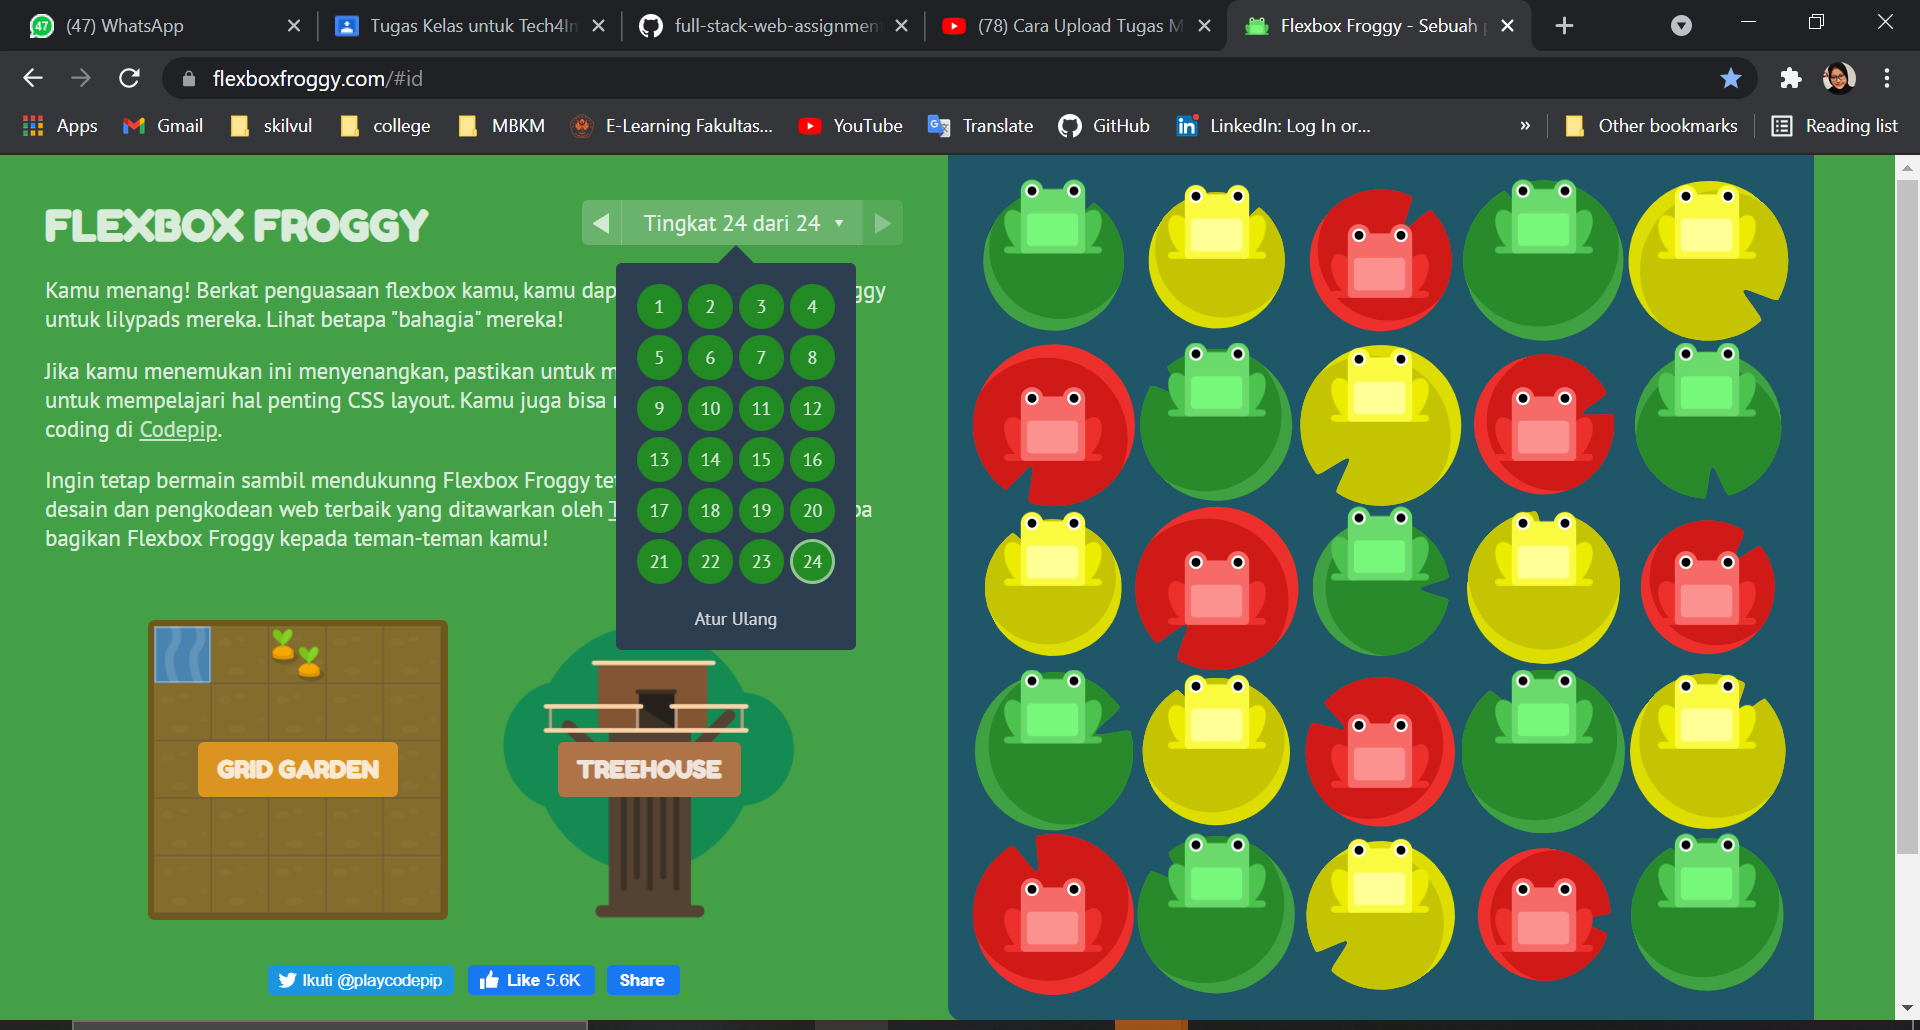 47
(47) WhatsApp
Tugas Kelas untuk Tech4Im
full-stack-web-assignment
(78) Cara Upload Tugas M
Flexbox Froggy - Sebuah p
flexboxfroggy.com/#id
Apps
Gmail
skilvul
college
MBKM
E-Learning Fakultas...
YouTube
Translate
GitHub
LinkedIn: Log In or...
»
Other bookmarks
Reading list
FLEXBOX FROGGY
Tingkat 24 dari 24
Kamu menang! Berkat penguasaan flexbox kamu, kamu dap ggy
untuk lilypads mereka. Lihat betapa "bahagia" mereka!
Jika kamu menemukan ini menyenangkan, pastikan untuk m
untuk mempelajari hal penting CSS layout. Kamu juga bisa
coding di Codepip.
Ingin tetap bermain sambil mendukunng Flexbox Froggy te
desain dan pengkodean web terbaik yang ditawarkan oleh T pa
bagikan Flexbox Froggy kepada teman-teman kamu!
1 2 3 4
5 6 7 8
9 10 11 12
13 14 15 16
17 18 19 20
21 22 23 24
Atur Ulang
GRID GARDEN
TREEHOUSE
Ikuti @playcodepip
Like 5.6K
Share